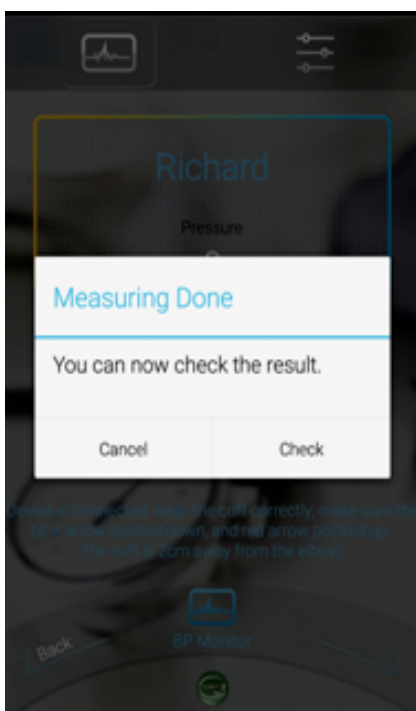 Richard
Pressure
Measuring Done
You can now check the result.
Cancel
Check
Device is connected, wear the cuff correctly; make sure the
blue arrow pointed down, and red arrow pointed up.
The cuff is 2cm away from the elbow!
BP Monitor
Back